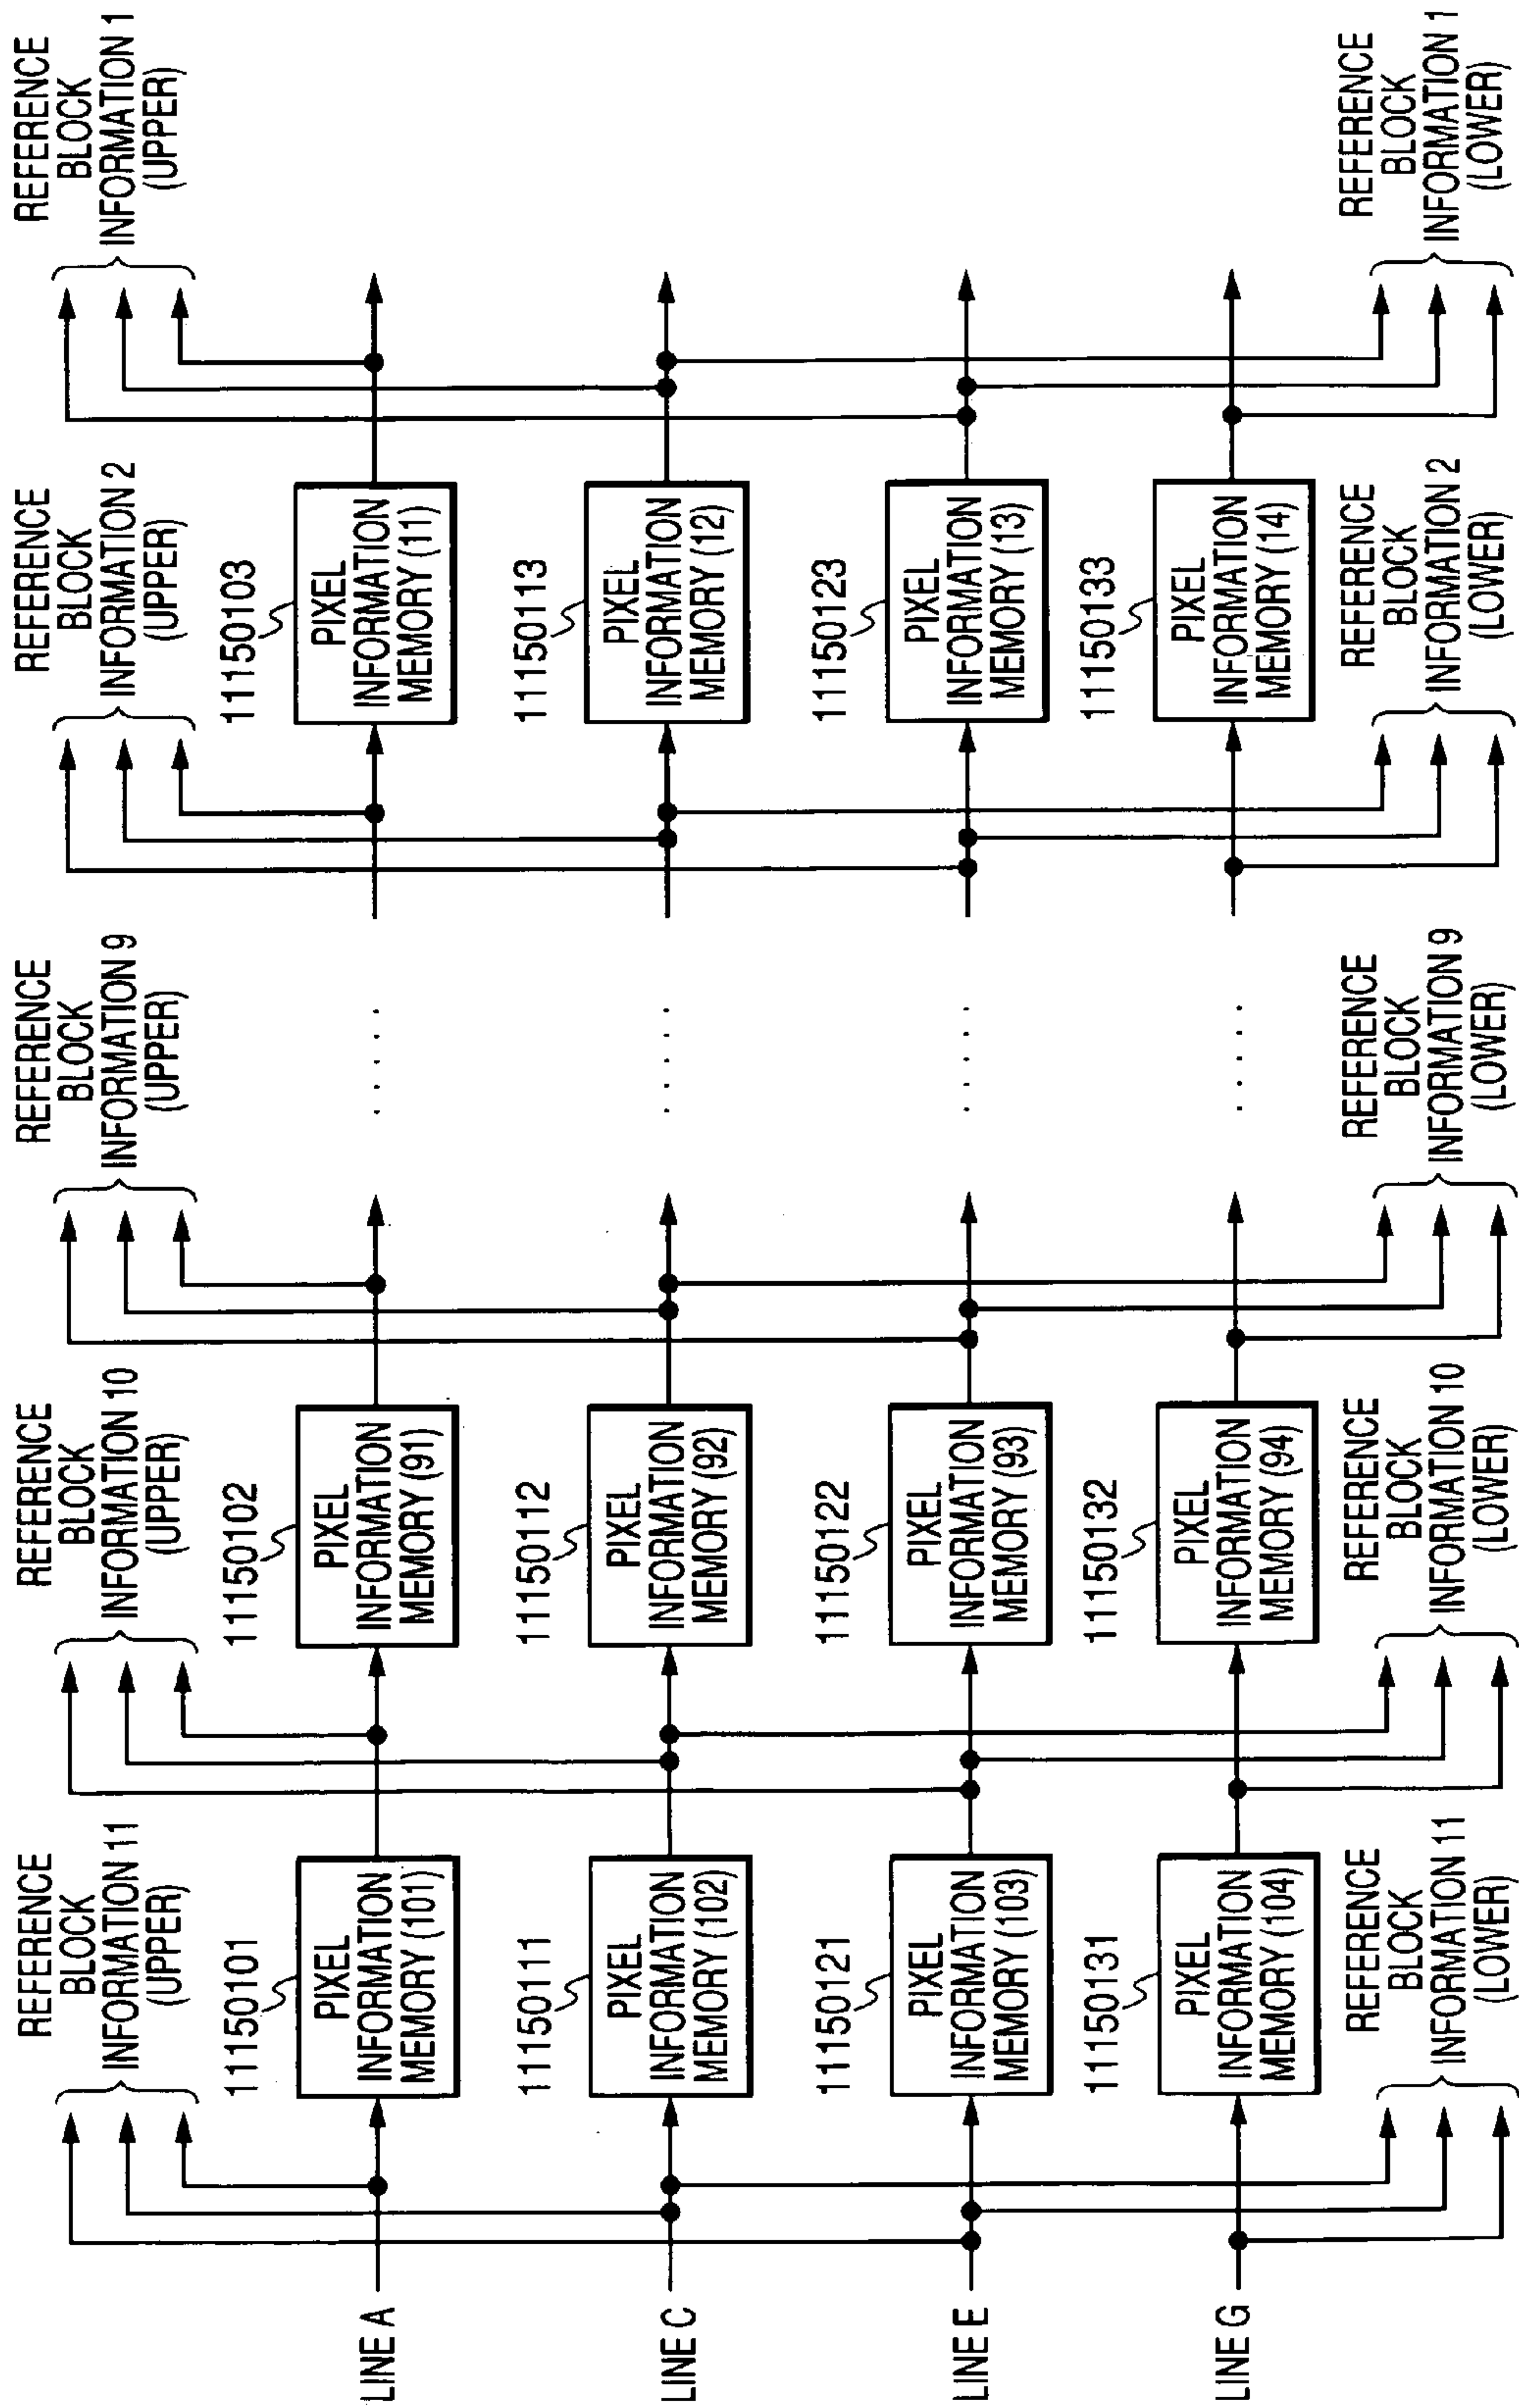 REFERENCE
BLOCK
INFORMATION 11
(UPPER)
REFERENCE
BLOCK
INFORMATION 10
(UPPER)
REFERENCE
BLOCK
INFORMATION 9
(UPPER)
REFERENCE
BLOCK
INFORMATION 2
(UPPER)
REFERENCE
BLOCK
INFORMATION 1
(UPPER)
LINE A
11150101
PIXEL
INFORMATION
MEMORY (101)
11150102
PIXEL
INFORMATION
MEMORY (91)
.....
11150103
PIXEL
INFORMATION
MEMORY (11)
LINE C
11150111
PIXEL
INFORMATION
MEMORY (102)
11150112
PIXEL
INFORMATION
MEMORY (92)
.....
11150113
PIXEL
INFORMATION
MEMORY (12)
LINE E
11150121
PIXEL
INFORMATION
MEMORY (103)
11150122
PIXEL
INFORMATION
MEMORY (93)
.....
11150123
PIXEL
INFORMATION
MEMORY (13)
LINE G
11150131
PIXEL
INFORMATION
MEMORY (104)
11150132
PIXEL
INFORMATION
MEMORY (94)
.....
11150133
PIXEL
INFORMATION
MEMORY (14)
REFERENCE
BLOCK
INFORMATION 11
(LOWER)
REFERENCE
BLOCK
INFORMATION 10
(LOWER)
REFERENCE
BLOCK
INFORMATION 9
(LOWER)
REFERENCE
BLOCK
INFORMATION 2
(LOWER)
REFERENCE
BLOCK
INFORMATION 1
(LOWER)